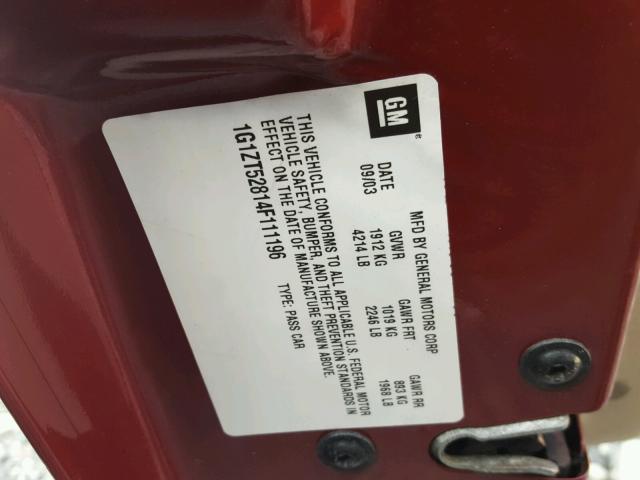 GM
MFD BY GENERAL MOTORS CORP
DATE GVWR GAWR FRT GAWR RR
09/03 1912 KG 1019 KG 893 KG
4214 LB 2246 LB 1968 LB
THIS VEHICLE CONFORMS TO ALL APPLICABLE U.S. FEDERAL MOTOR
VEHICLE SAFETY, BUMPER, AND THEFT PREVENTION STANDARDS IN
EFFECT ON THE DATE OF MANUFACTURE SHOWN ABOVE.
1G1ZT52814F111196 TYPE: PASS CAR